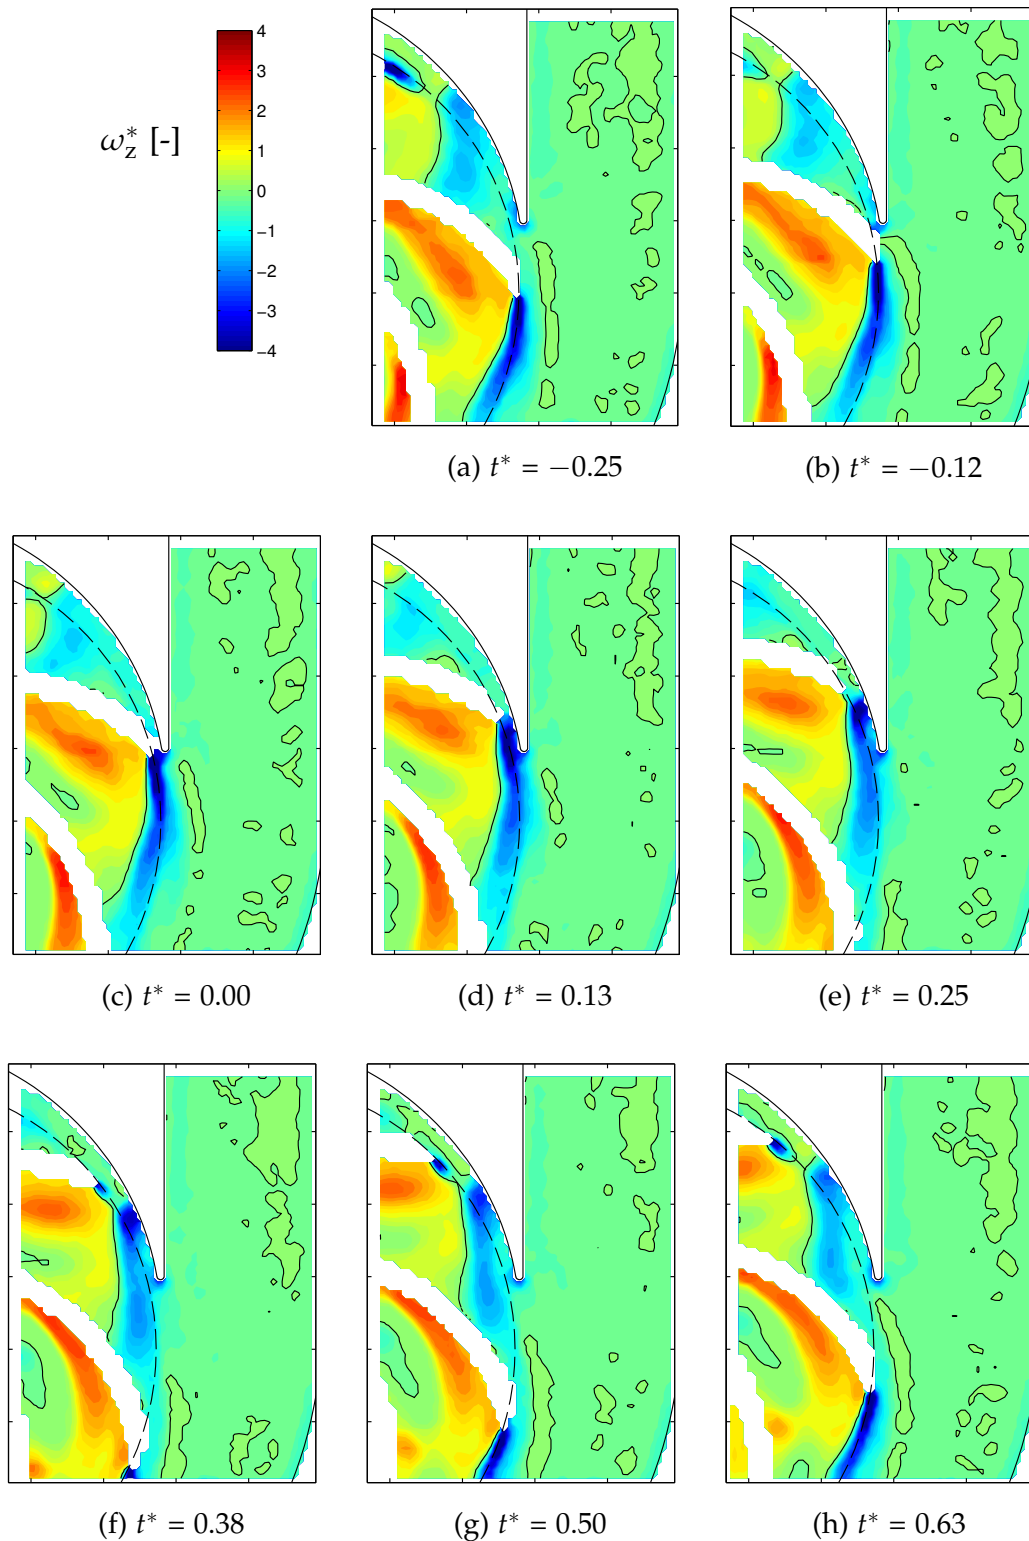 4
3
2
1
0
−1
−2
−3
−4
ω*z [-]
(a) t* = −0.25
(b) t* = −0.12
(c) t* = 0.00
(d) t* = 0.13
(e) t* = 0.25
(f) t* = 0.38
(g) t* = 0.50
(h) t* = 0.63